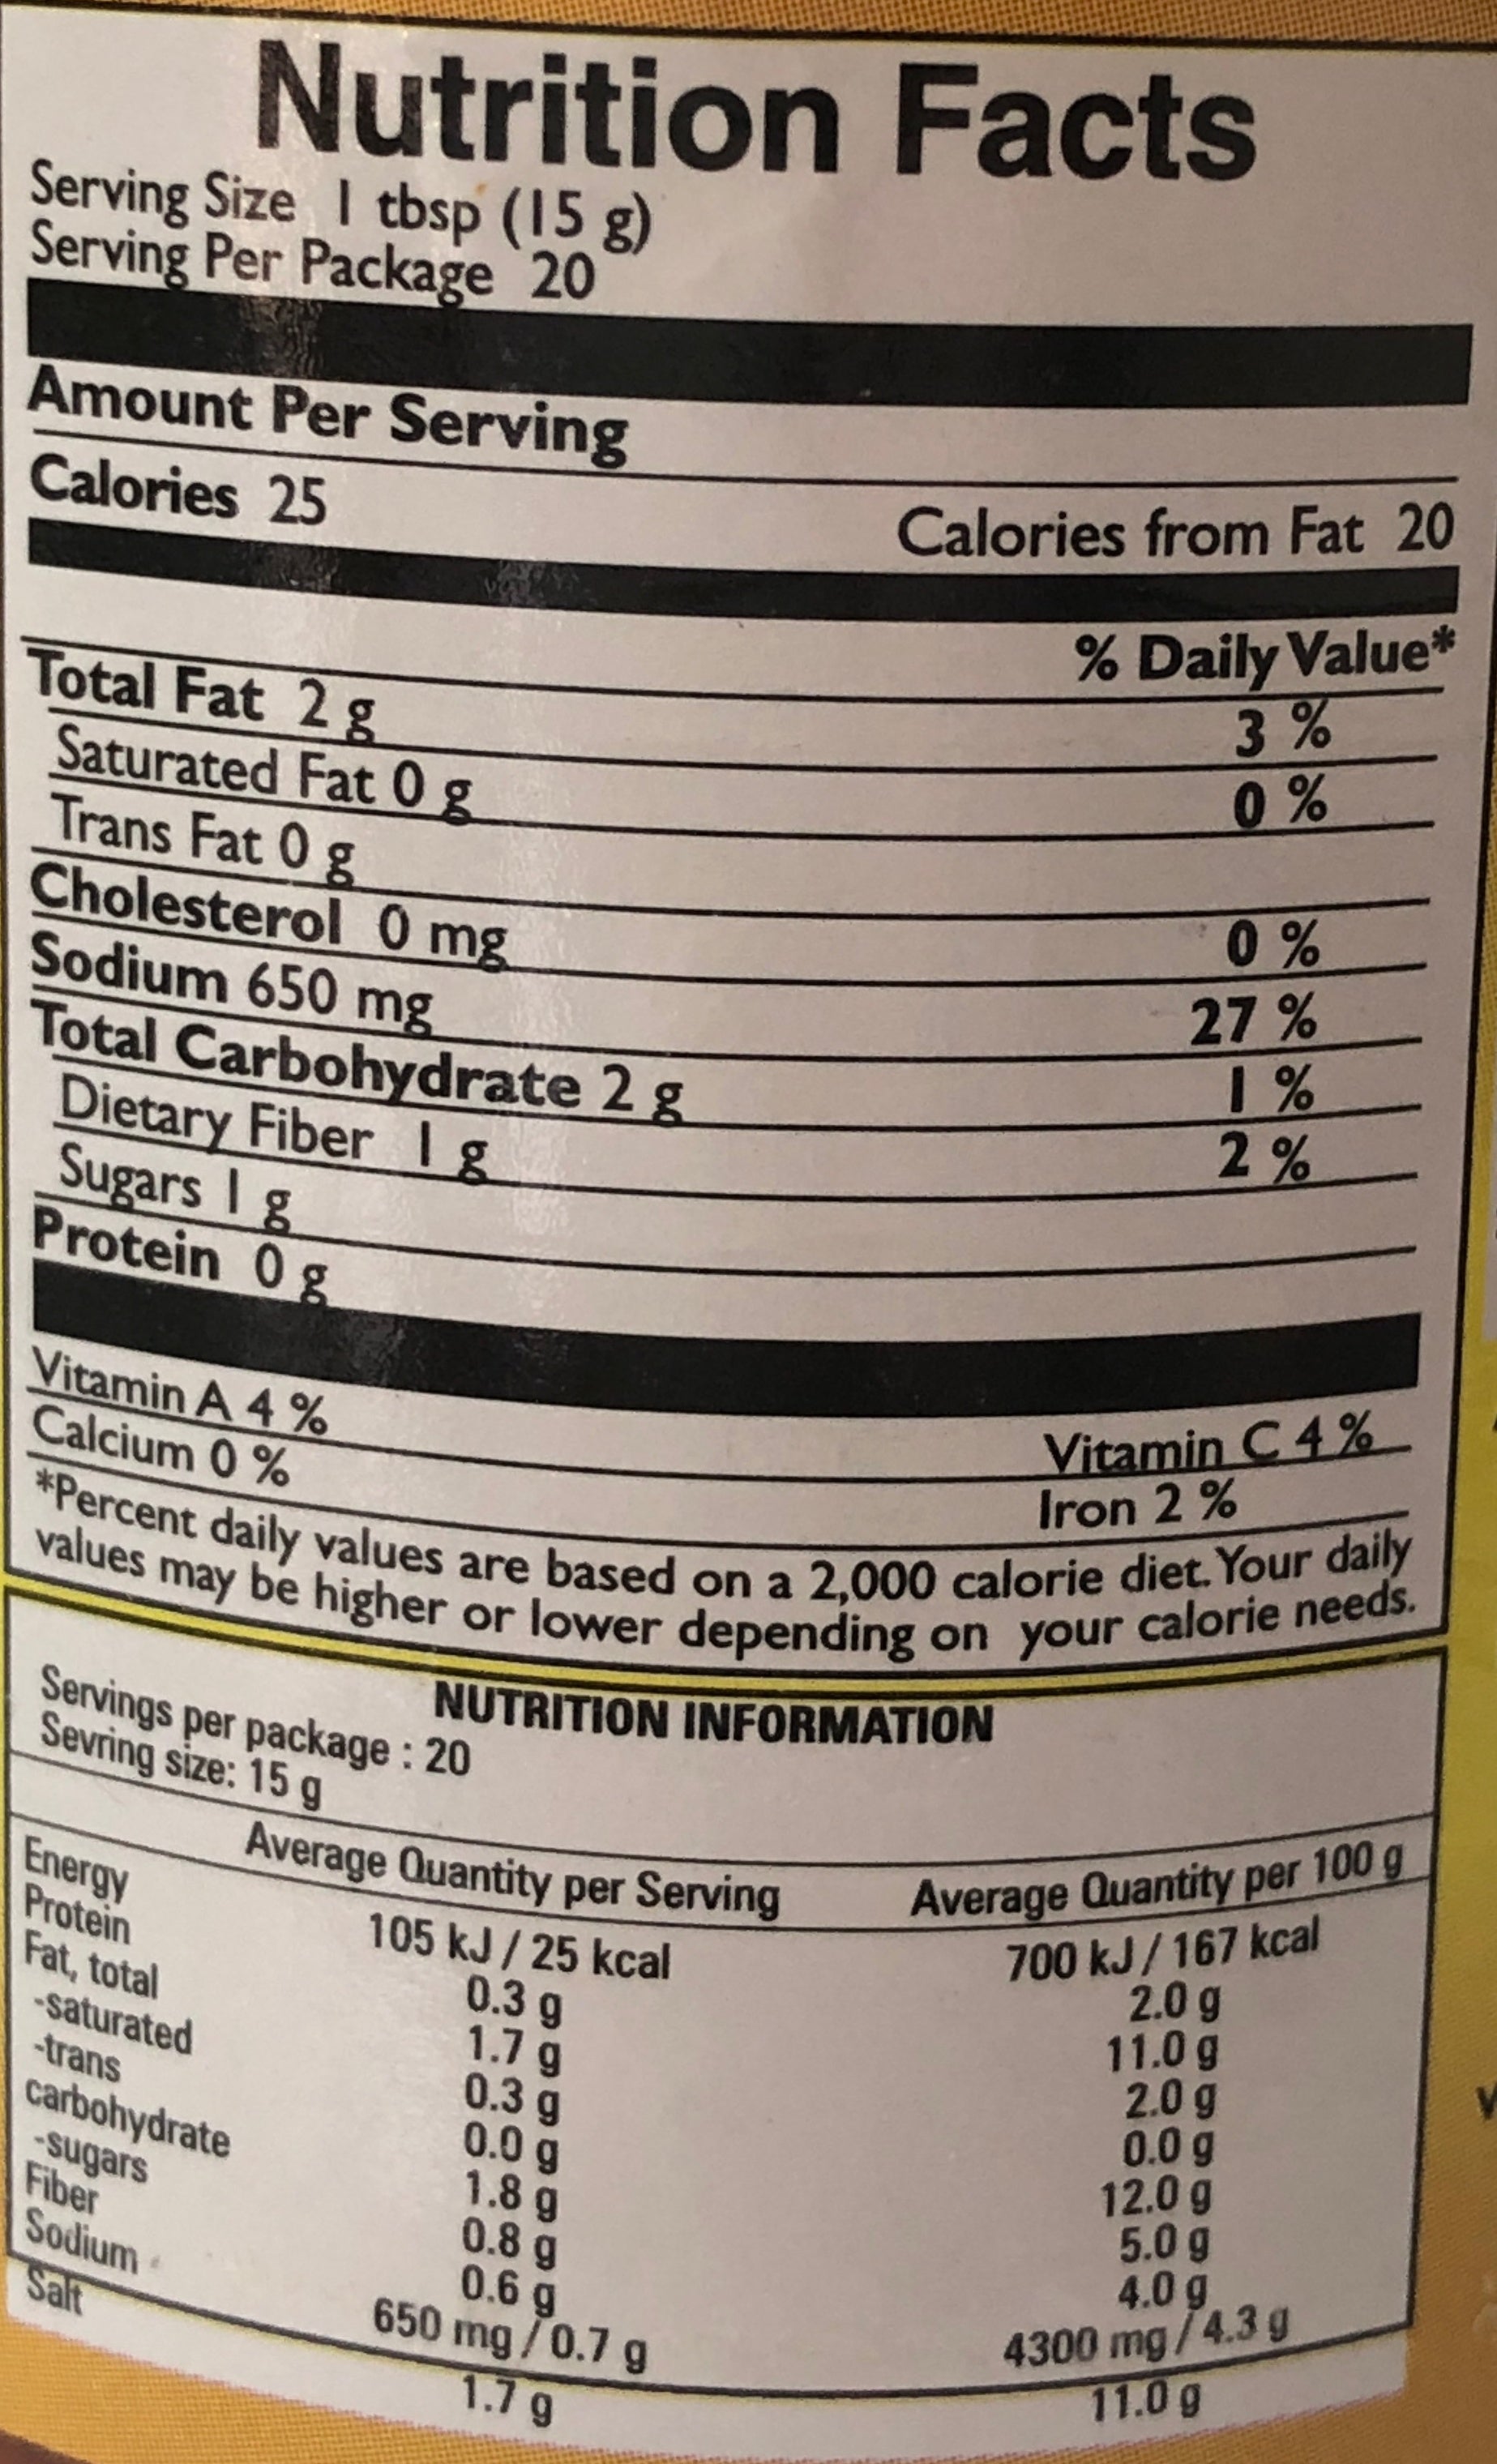 Nutrition Facts
Serving Size 1 tbsp (15 g)
Serving Per Package 20
Amount Per Serving
Calories 25 Calories from Fat 20
% Daily Value*
Total Fat 2 g 3 %
Saturated Fat 0 g 0 %
Trans Fat 0 g
Cholesterol 0 mg 0 %
Sodium 650 mg 27 %
Total Carbohydrate 2 g 1 %
Dietary Fiber 1 g 2 %
Sugars 1 g
Protein 0 g
Vitamin A 4 % Vitamin C 4 %
Calcium 0 % Iron 2 %
*Percent daily values are based on a 2,000 calorie diet. Your daily
values may be higher or lower depending on your calorie needs.
NUTRITION INFORMATION
Servings per package : 20
Sevring size: 15 g
Average Quantity per Serving Average Quantity per 100 g
Energy 105 kJ / 25 kcal 700 kJ / 167 kcal
Protein 0.3 g 2.0 g
Fat, total 1.7 g 11.0 g
-saturated 0.3 g 2.0 g
-trans 0.0 g 0.0 g
carbohydrate 1.8 g 12.0 g
-sugars 0.8 g 5.0 g
Fiber 0.6 g 4.0 g
Sodium 650 mg / 0.7 g 4300 mg / 4.3 g
Salt 1.7 g 11.0 g